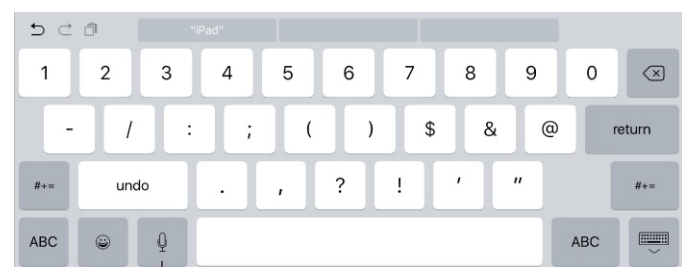 "iPad"
1 2 3 4 5 6 7 8 9 0
- / : ; ( ) $ & @ return
#+= undo . , ? ! ' " #+=
ABC ABC